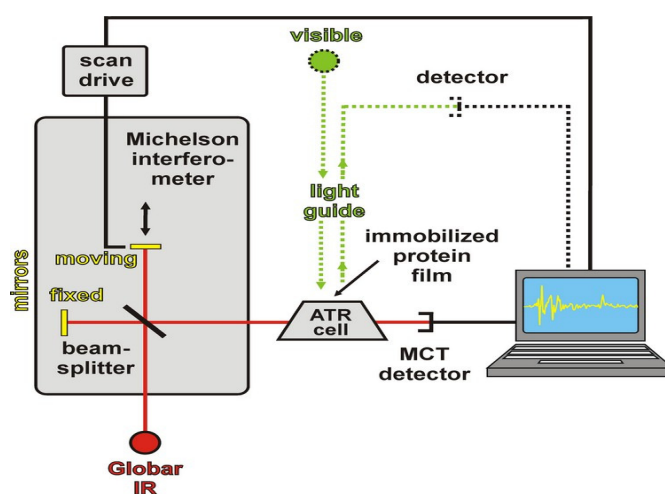 visible
scan
drive
detector
Michelson
interfero-
meter
light
guide
immobilized
protein
film
mirrors
moving
fixed
beam-
splitter
ATR
cell
MCT
detector
Globar
IR